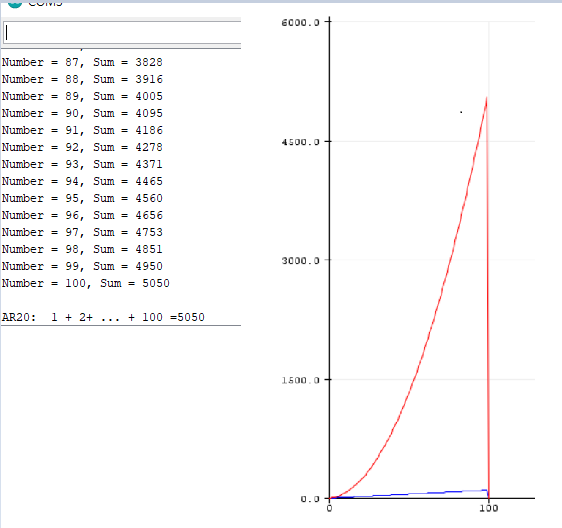 COM5
Number = 87, Sum = 3828
Number = 88, Sum = 3916
Number = 89, Sum = 4005
Number = 90, Sum = 4095
Number = 91, Sum = 4186
Number = 92, Sum = 4278
Number = 93, Sum = 4371
Number = 94, Sum = 4465
Number = 95, Sum = 4560
Number = 96, Sum = 4656
Number = 97, Sum = 4753
Number = 98, Sum = 4851
Number = 99, Sum = 4950
Number = 100, Sum = 5050
AR20:  1 + 2+ ... + 100 =5050
6000.0
4500.0
3000.0
1500.0
0.0
0
100